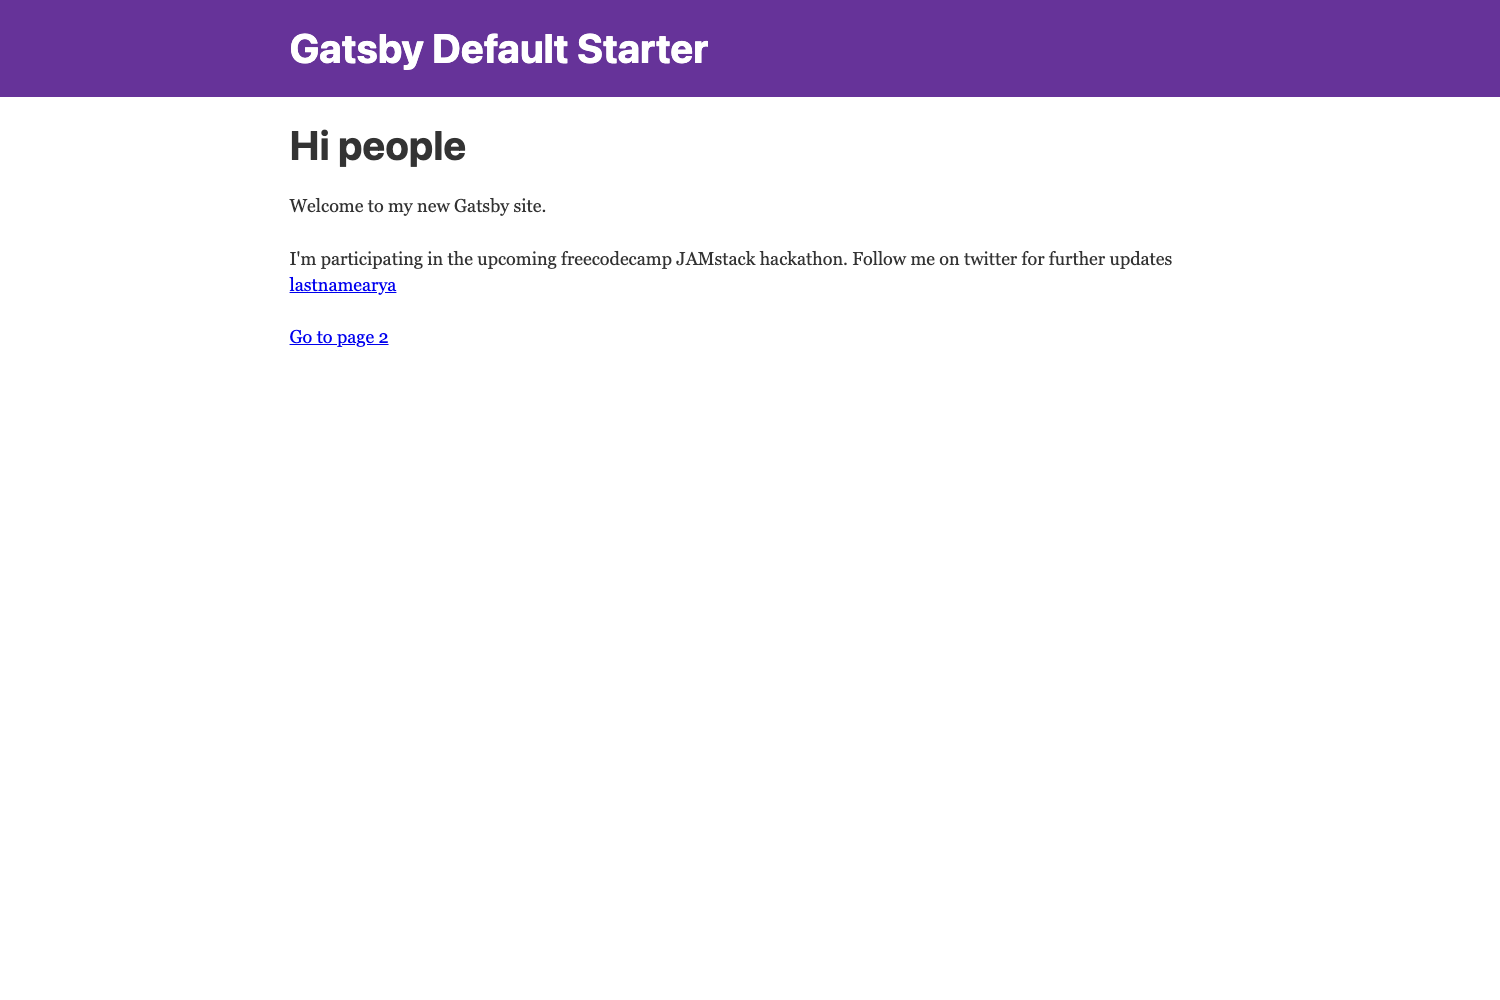 Gatsby Default Starter
Hi people
Welcome to my new Gatsby site.
I'm participating in the upcoming freecodecamp JAMstack hackathon. Follow me on twitter for further updates
lastnamearya
Go to page 2